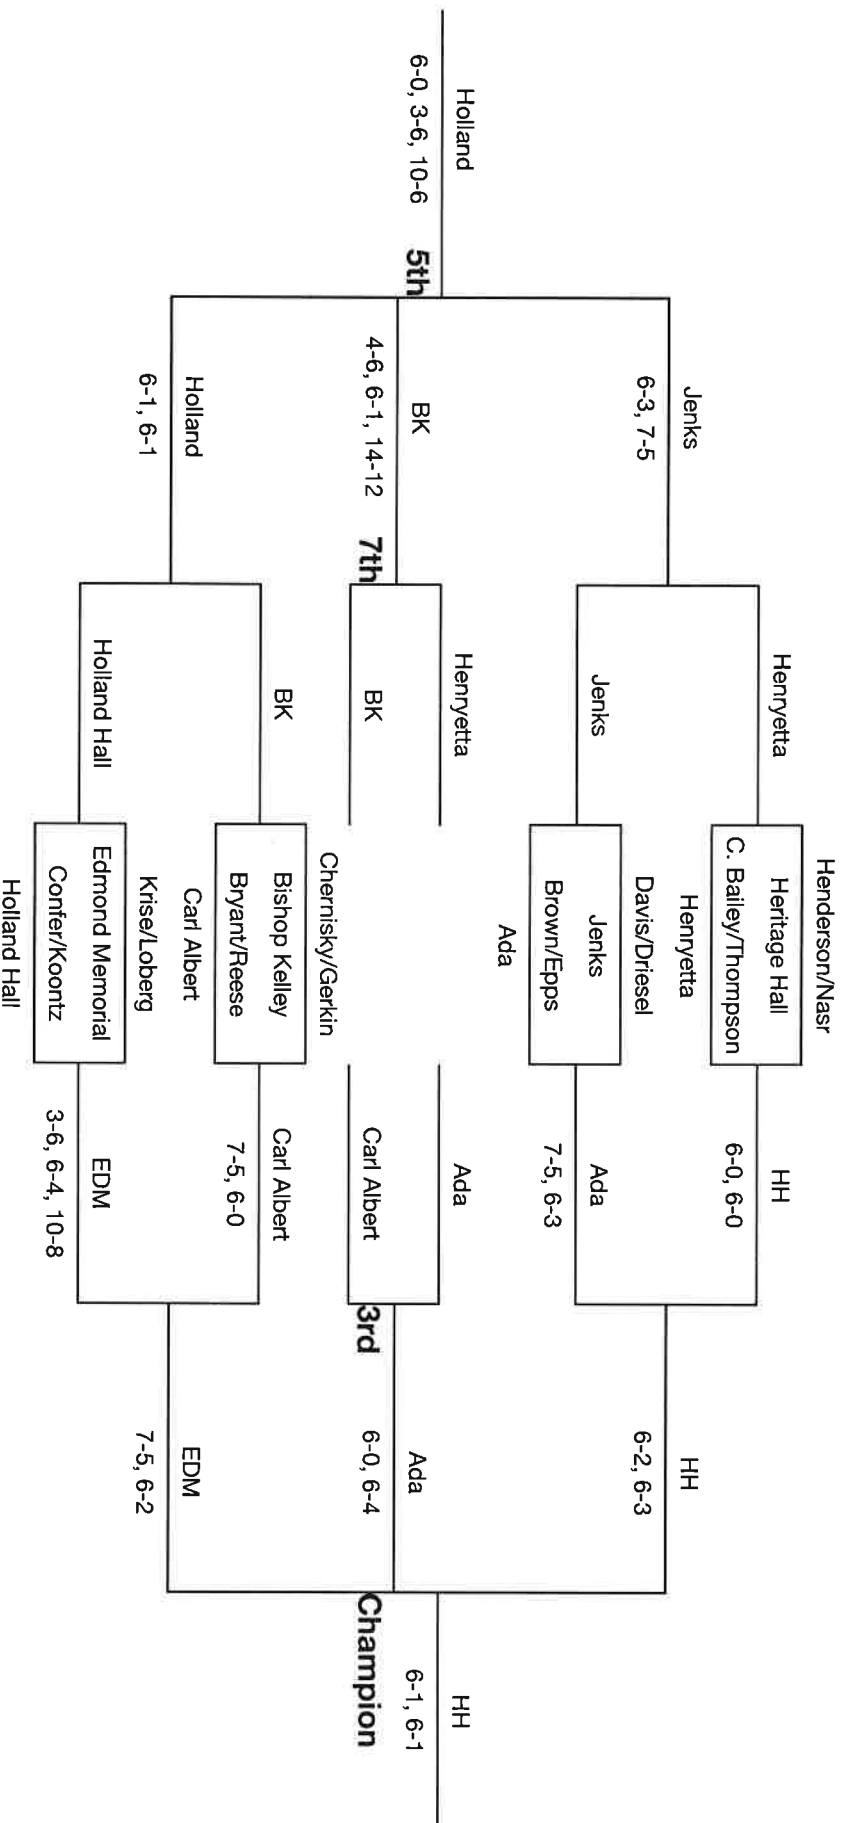 Henderson/Nasr
Heritage Hall
C. Bailey/Thompson
Henryetta
Davis/Driesel
Jenks
Brown/Epps
Ada
Chernisky/Gerkin
Bishop Kelley
Bryant/Reese
Carl Albert
Krise/Loberg
Edmond Memorial
Confer/Koontz
Holland Hall
HH
6-0, 6-0
Ada
7-5, 6-3
Ada
Carl Albert
Carl Albert
7-5, 6-0
EDM
3-6, 6-4, 10-8
HH
6-2, 6-3
3rd
Ada
6-0, 6-4
EDM
7-5, 6-2
Champion
HH
6-1, 6-1
Henryetta
Jenks
Henryetta
BK
BK
Holland Hall
Jenks
6-3, 7-5
7th
BK
4-6, 6-1, 14-12
Holland
6-1, 6-1
5th
Holland
6-0, 3-6, 10-6